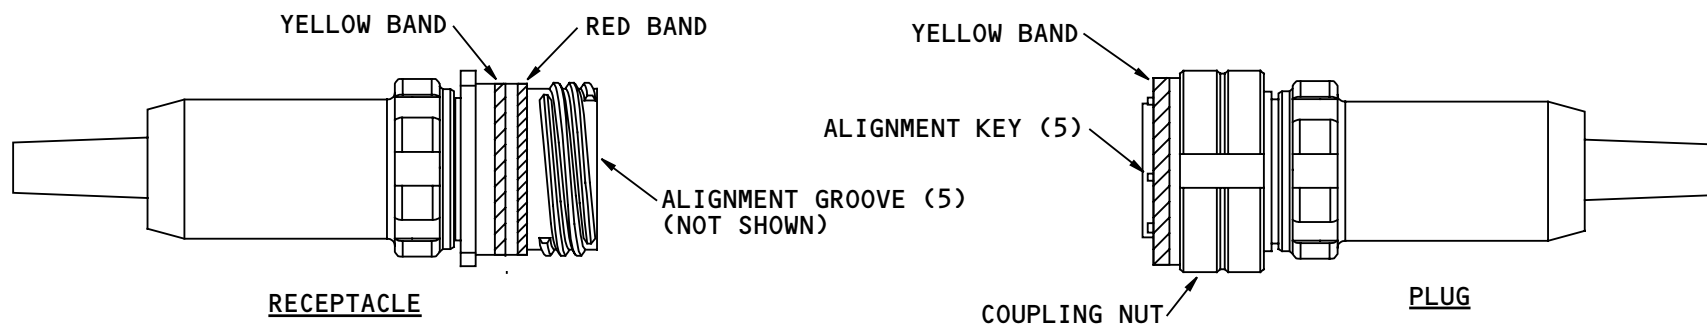 YELLOW BAND
RED BAND
ALIGNMENT GROOVE (5)
(NOT SHOWN)
RECEPTACLE
YELLOW BAND
ALIGNMENT KEY (5)
COUPLING NUT
PLUG